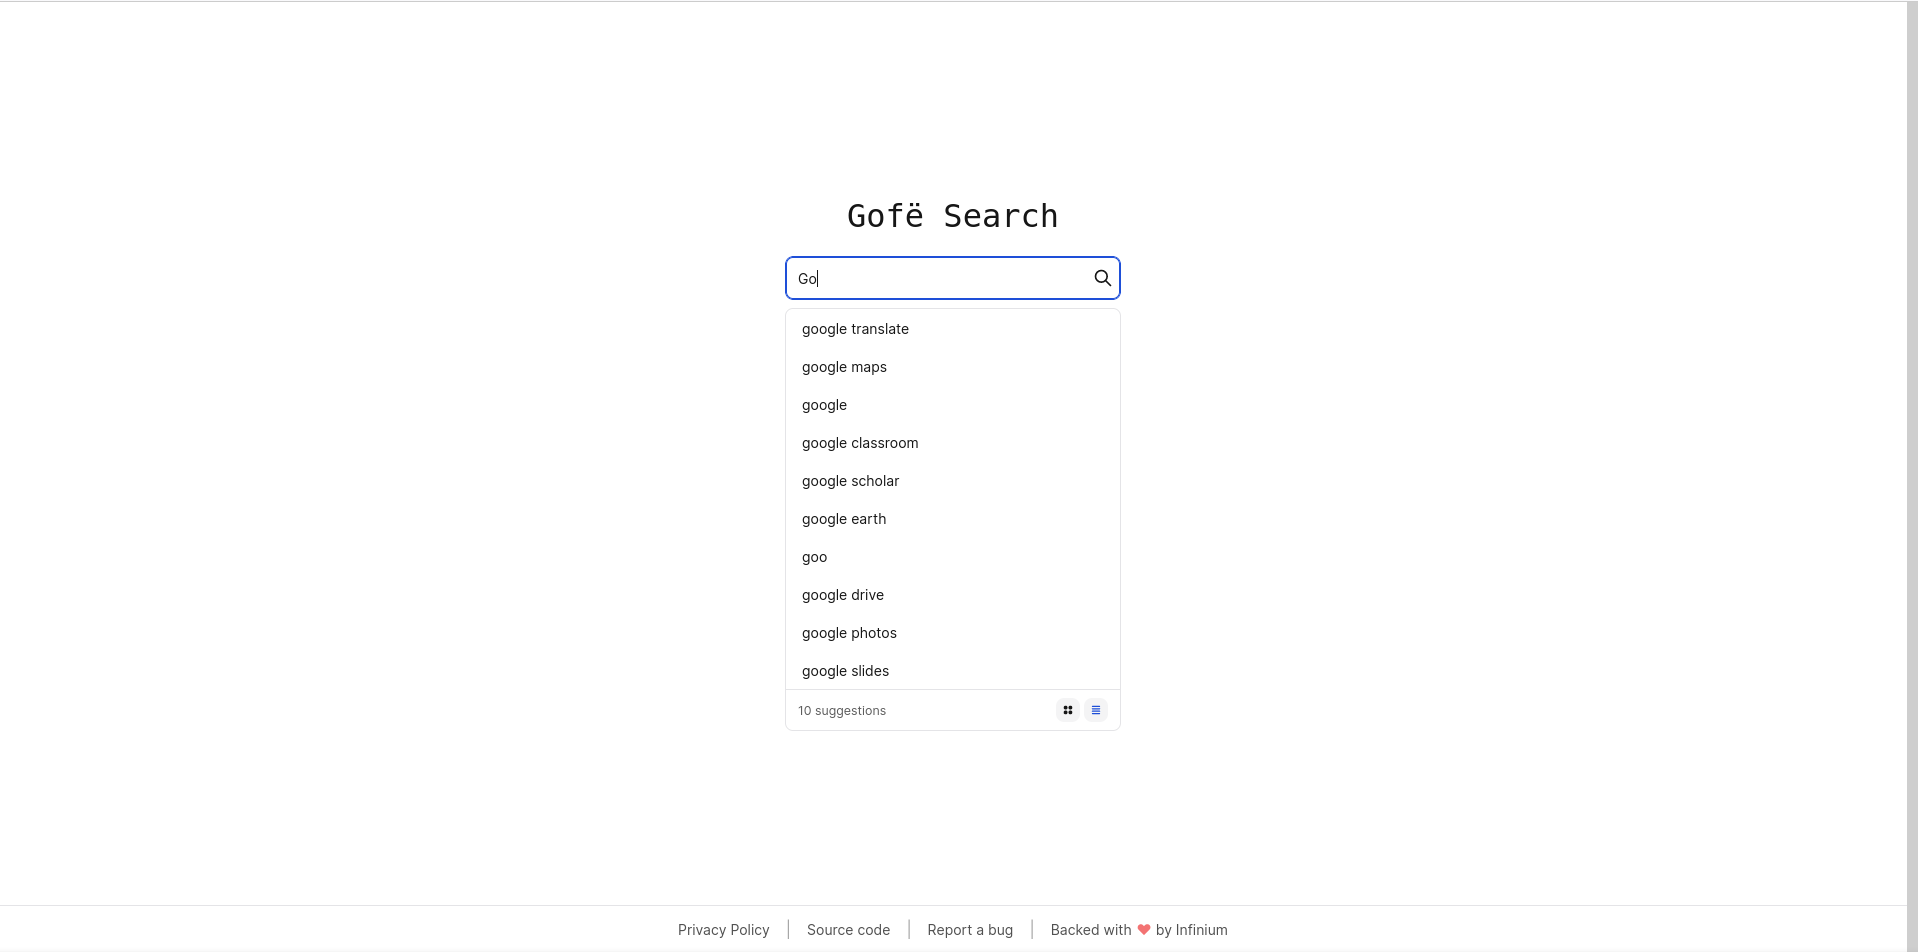 Gofë Search
Go
google translate
google maps
google
google classroom
google scholar
google earth
goo
google drive
google photos
google slides
10 suggestions
Privacy Policy | Source code | Report a bug | Backed with ❤ by Infinium